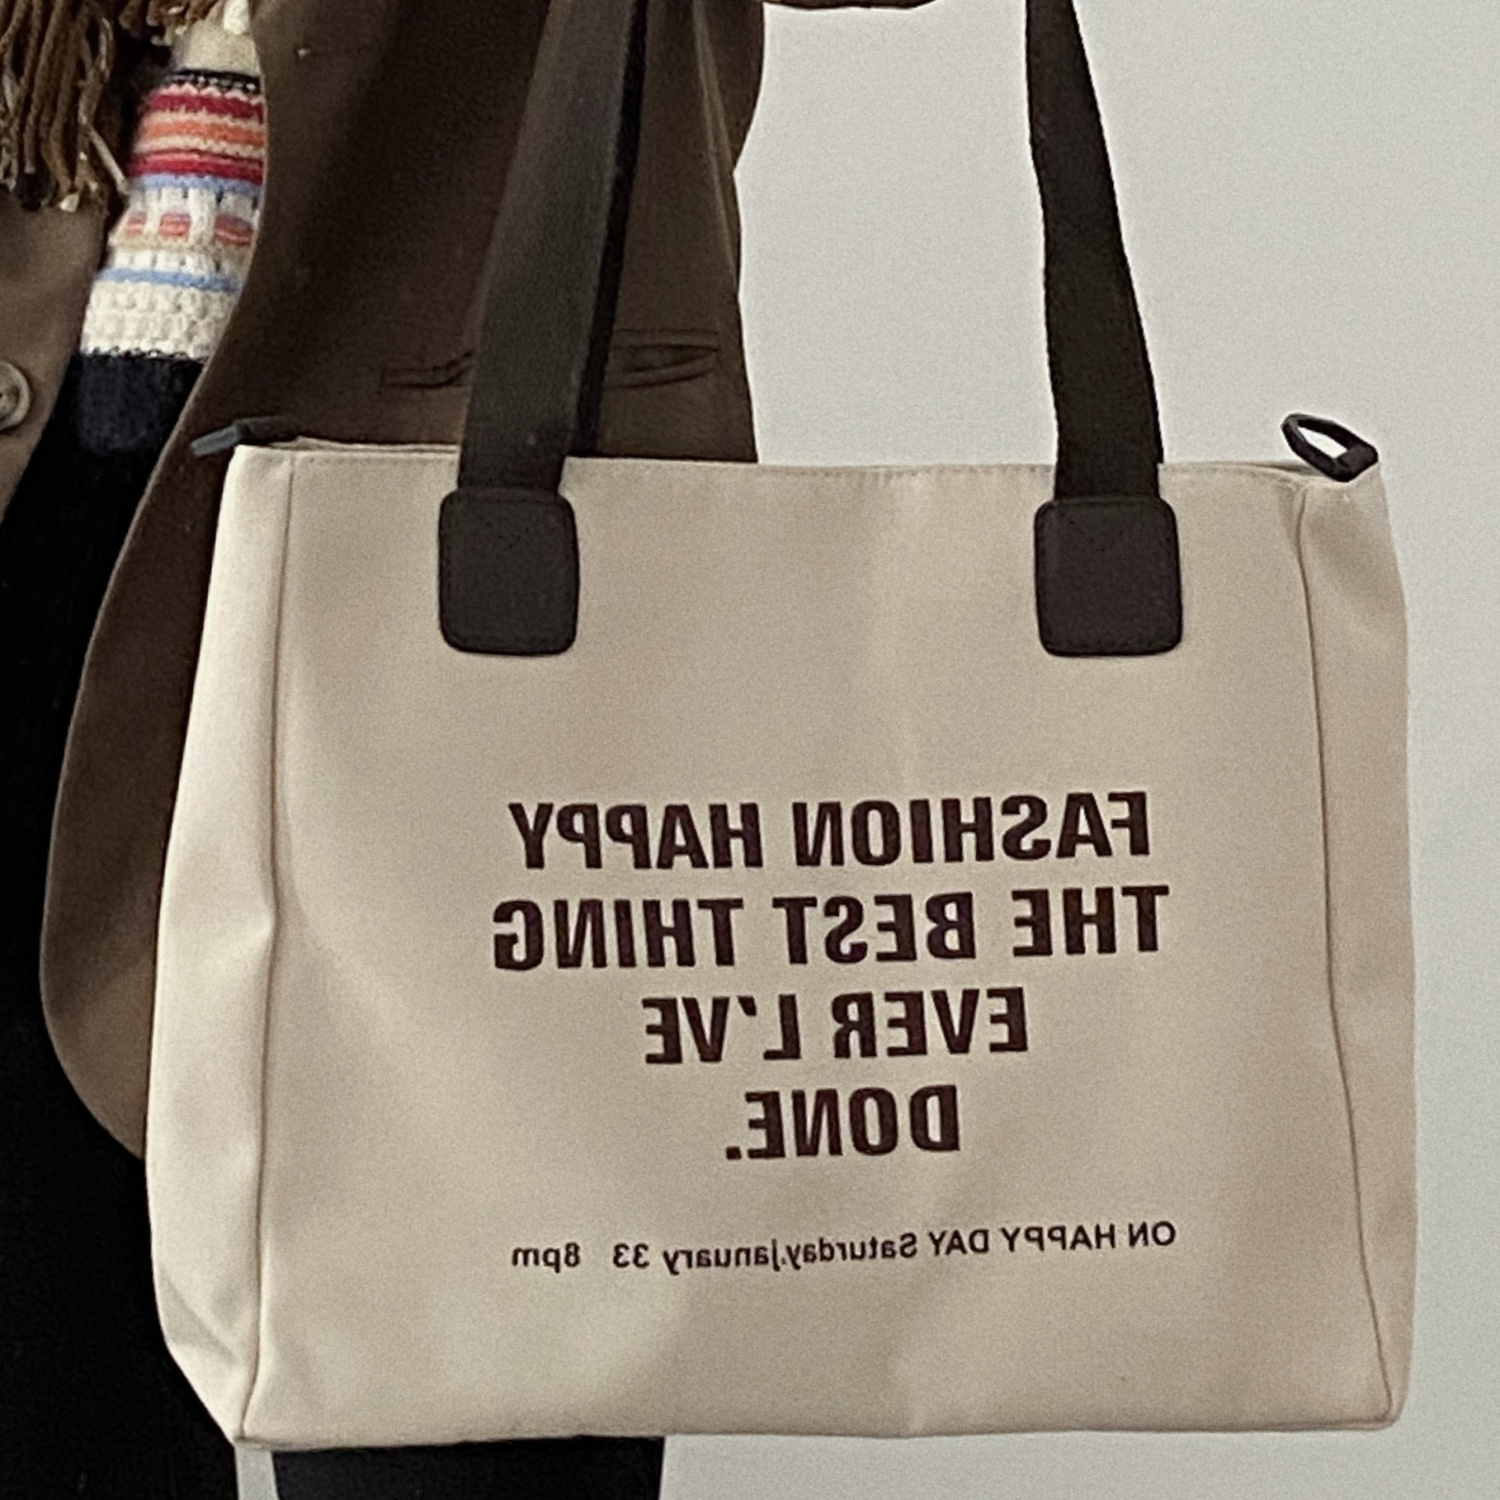 FASHION HAPPY
THE BEST THING
EVER L'VE
DONE.
ON HAPPY DAY Saturday.January 33 8pm